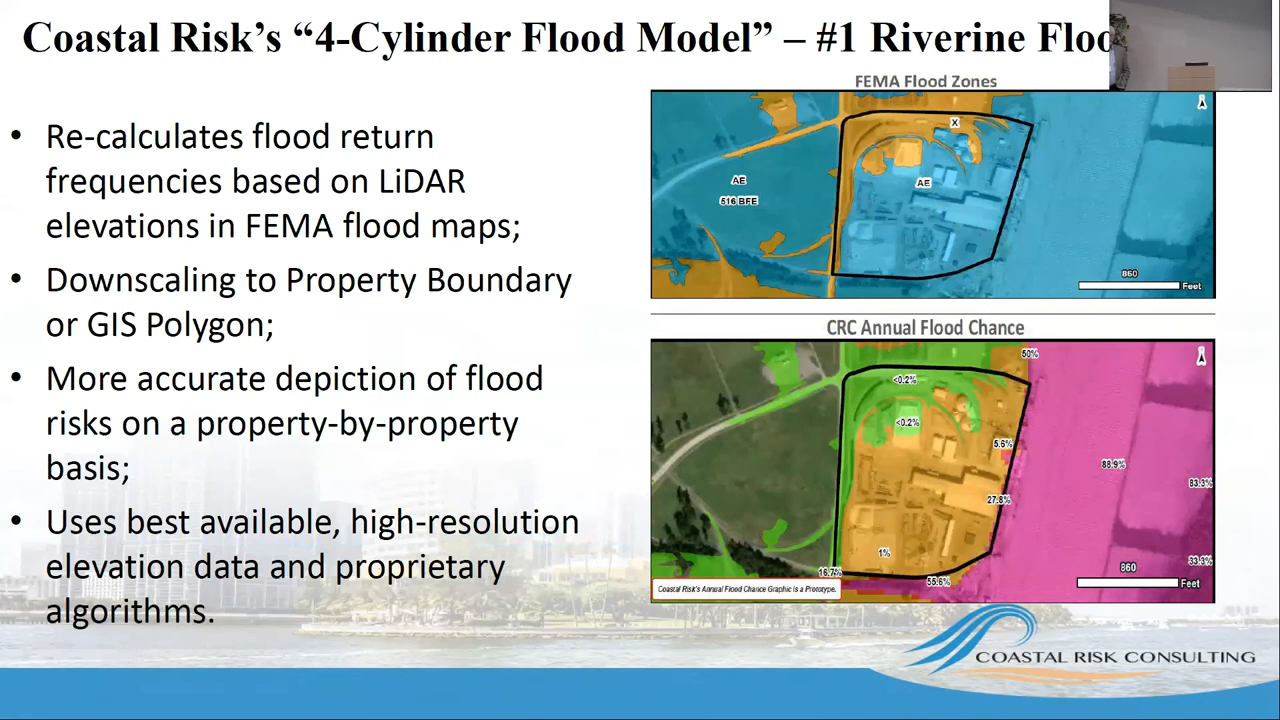 Coastal Risk's “4-Cylinder Flood Model” – #1 Riverine
• Re-calculates flood return
frequencies based on LiDAR
elevations in FEMA flood maps;
• Downscaling to Property Boundary
or GIS Polygon;
• More accurate depiction of flood
risks on a property-by-property
basis;
• Uses best available, high-resolution
elevation data and proprietary
algorithms.
FEMA Flood Zones
X
AE
516 BFE
AE
860
Feet
CRC Annual Flood Chance
50%
<0.2%
<0.2%
5.6%
88.9%
83.3%
27.8%
1%
33.3%
16.7%
55.6%
860
Feet
Coastal Risk's Annual Flood Chance Graphic is a Prototype.
COASTAL RISK CONSULTING